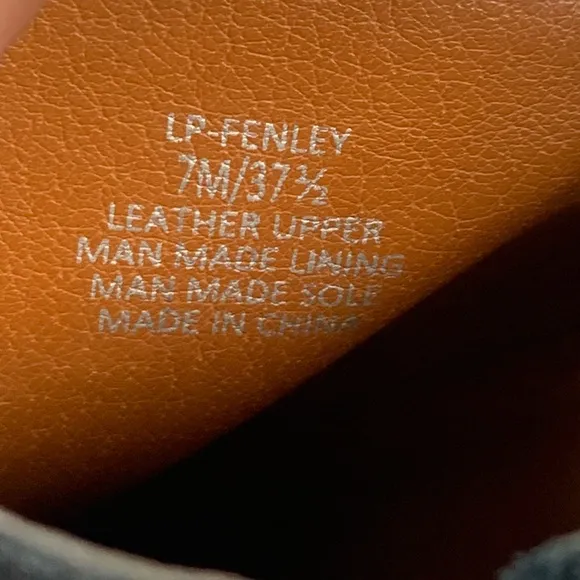 LP-FENLEY
7M/37½
LEATHER UPPER
MAN MADE LINING
MAN MADE SOLE
MADE IN CHINA